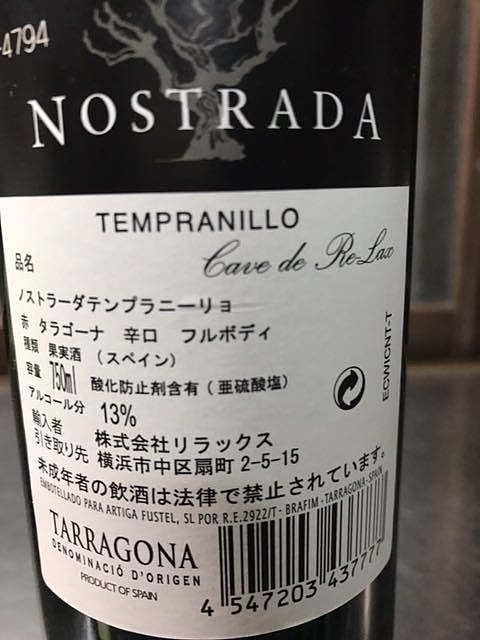 -4794
NOSTRADA
TEMPRANILLO
品名
Cave de Re-Lax
ノストラーダテンプラニーリョ
赤 タラゴーナ 辛口 フルボディ
種類 果実酒 (スペイン)
容量 750ml 酸化防止剤含有(亜硫酸塩)
アルコール分 13%
輸入者 株式会社リラックス
引き取り先 横浜市中区扇町2-5-15
未成年者の飲酒は法律で禁止されています。
EMBOTELLADO PARA ARTIGA FUSTEL, SL POR R.E.2922/T - BRAFIM - TARRAGONA - SPAIN
TARRAGONA
DENOMINACIÓ D'ORIGEN
PRODUCT OF SPAIN
4 547203 437777
ECWICNT-T